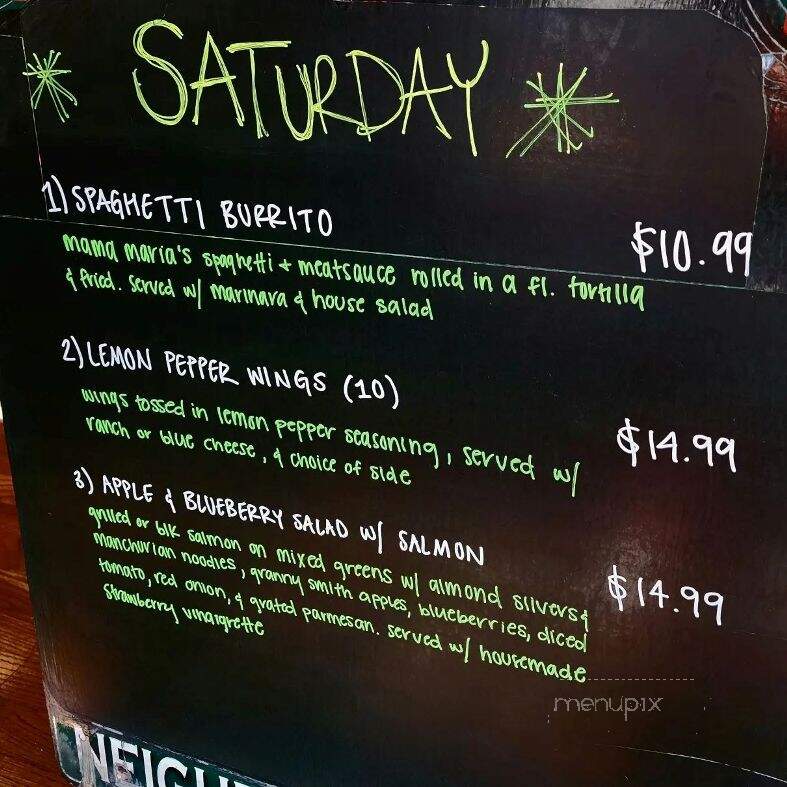 SATURDAY
1) SPAGHETTI BURRITO
$10.99
mama maria's spaghetti + meatsauce rolled in a fl. tortilla
& fried. served w/ marinara & house salad
2) LEMON PEPPER WINGS (10)
$14.99
wings tossed in lemon pepper seasoning, served w/
ranch or blue cheese, & choice of side
3) APPLE & BLUEBERRY SALAD W/ SALMON
$14.99
grilled or blk salmon on mixed greens w/ almond slivers &
manchurian noodles, granny smith apples, blueberries, diced
tomato, red onion, & grated parmesan. served w/ housemade
strawberry vinaigrette
menupix
NEIGH